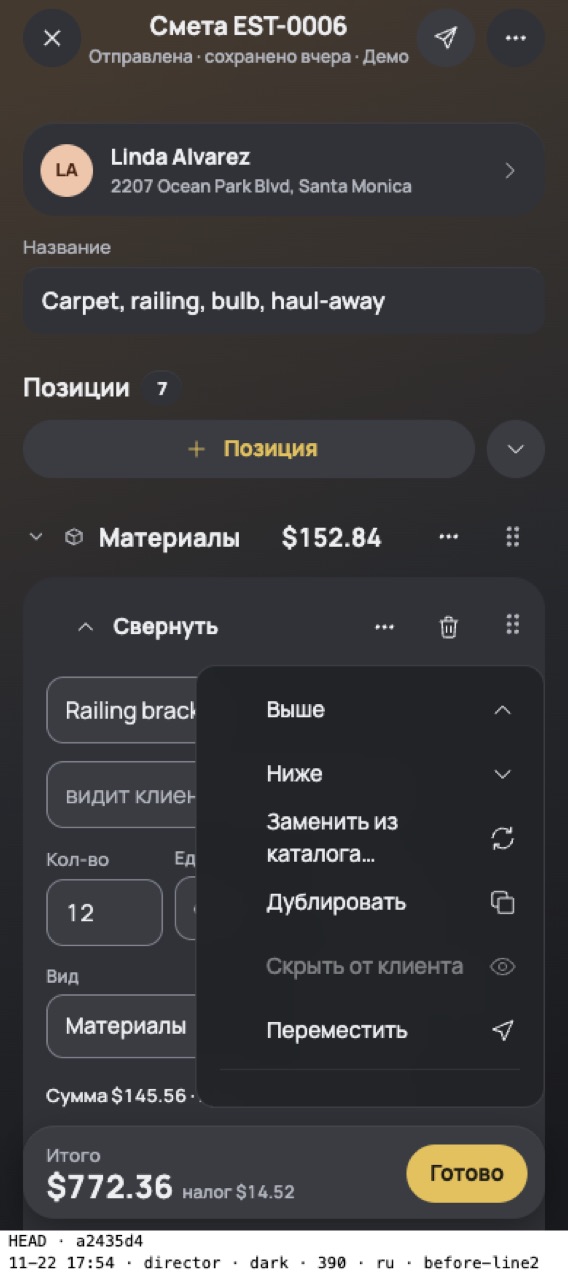 Смета EST-0006
Отправлена · сохранено вчера · Демо
LA
Linda Alvarez
2207 Ocean Park Blvd, Santa Monica
Название
Carpet, railing, bulb, haul-away
Позиции 7
+ Позиция
Материалы $152.84
Свернуть
Railing
Выше
видит
Ниже
Заменить из
каталога…
Кол-во
12
Дублировать
Скрыть от клиента
Вид
Материалы
Переместить
Сумма $145.56 ·
Итого
$772.36 налог $14.52
Готово
HEAD · a2435d4
11-22 17:54 · director · dark · 390 · ru · before-line2